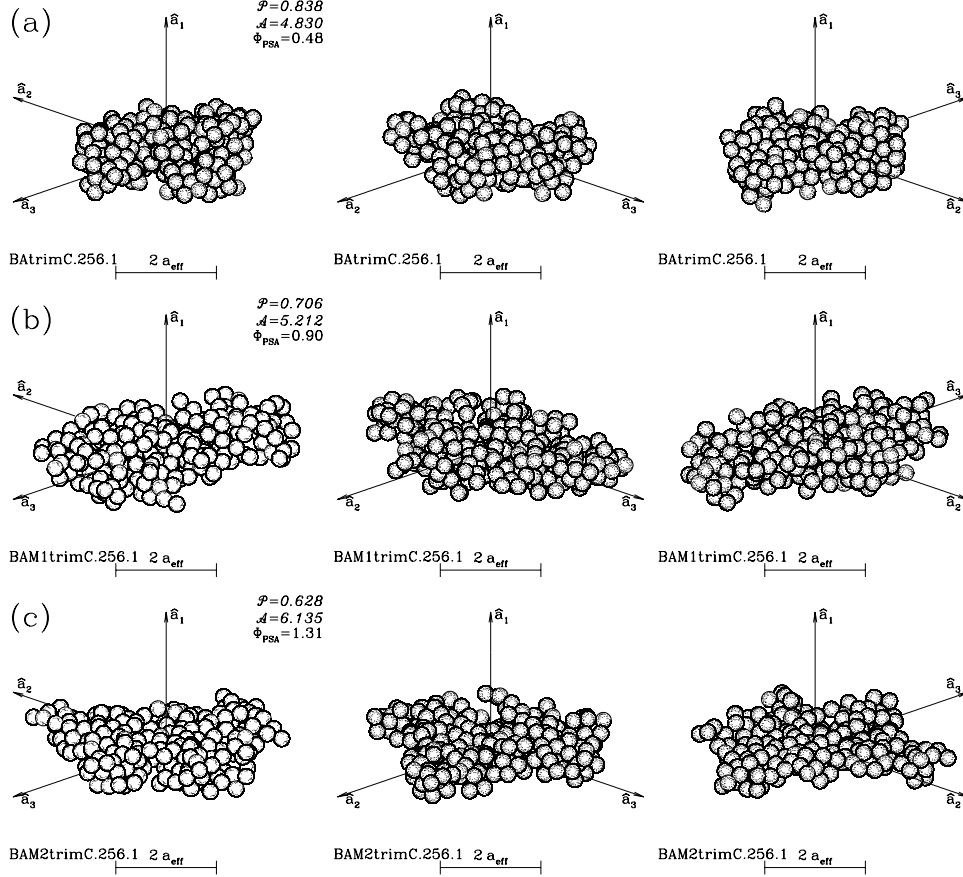 (a)
𝒫=0.838
𝒜=4.830
Φ_PSA=0.48
â₁ â₁ â₁
â₂ â₃
â₃ â₂ â₃ â₂
BAtrimC.256.1 2 a_eff BAtrimC.256.1 2 a_eff BAtrimC.256.1 2 a_eff
(b)
𝒫=0.706
𝒜=5.212
Φ_PSA=0.90
â₁ â₁ â₁
â₂ â₃
â₃ â₂ â₃ â₂
BAM1trimC.256.1 2 a_eff BAM1trimC.256.1 2 a_eff BAM1trimC.256.1 2 a_eff
(c)
𝒫=0.628
𝒜=6.135
Φ_PSA=1.31
â₁ â₁ â₁
â₂ â₃
â₃ â₂ â₃ â₂
BAM2trimC.256.1 2 a_eff BAM2trimC.256.1 2 a_eff BAM2trimC.256.1 2 a_eff